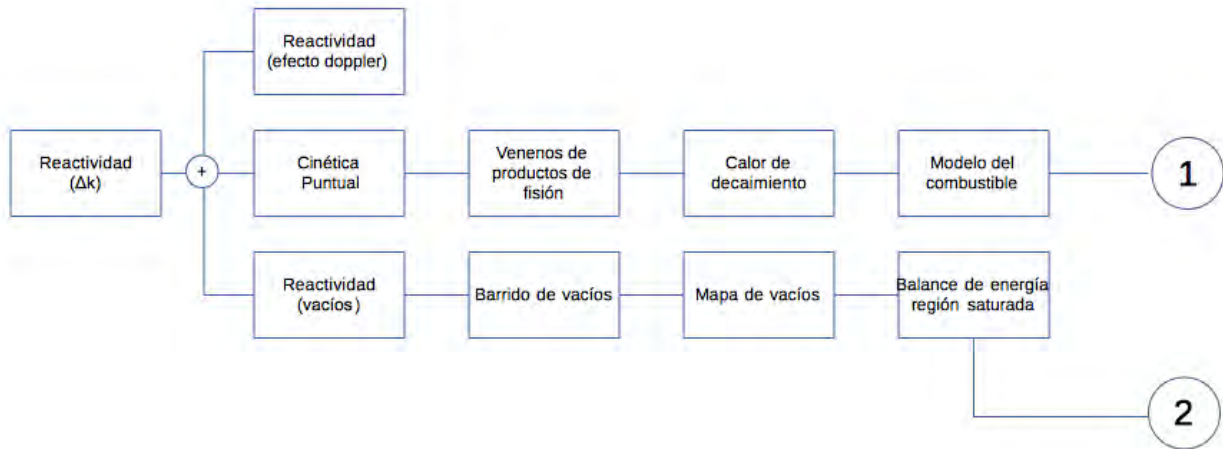 Reactividad
(efecto doppler)
Reactividad
(Δk)
+
Cinética
Puntual
Venenos de
productos de
fisión
Calor de
decaimiento
Modelo del
combustible
1
Reactividad
(vacíos)
Barrido de vacíos
Mapa de vacíos
Balance de energía
región saturada
2